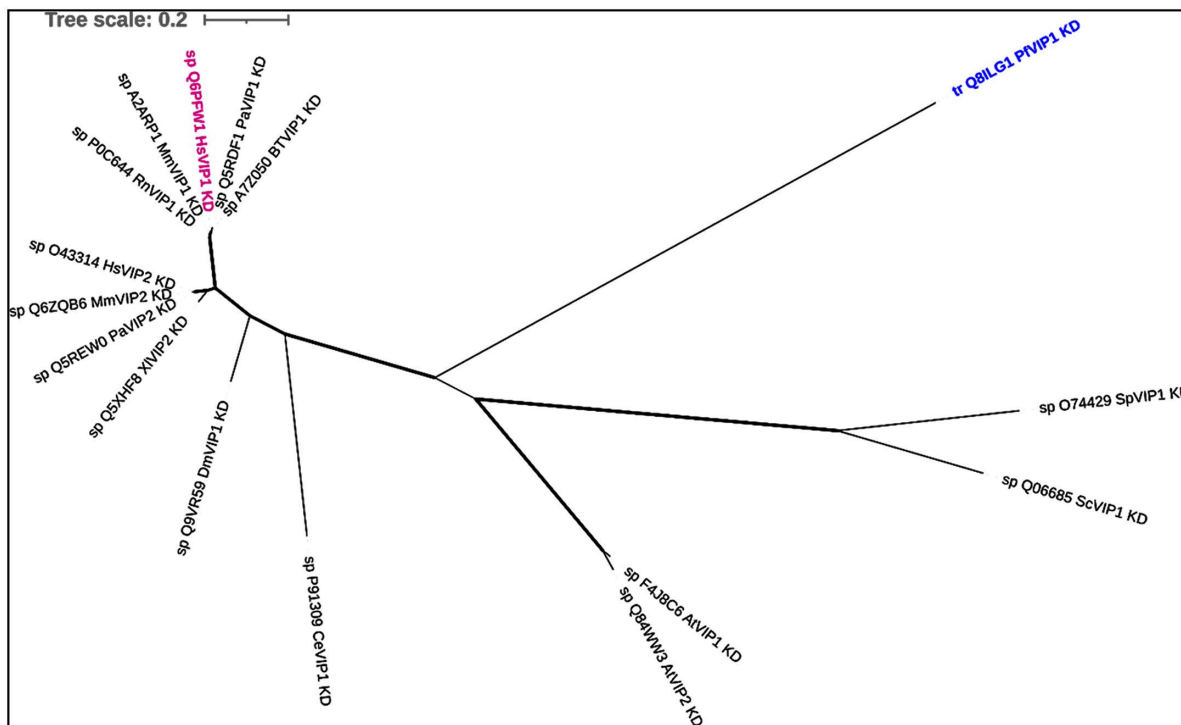 Tree scale: 0.2
tr Q8ILG1 PfVIP1 KD
sp Q6PFW1 HsVIP1 KD
sp Q5RDF1 PaVIP1 KD
sp A2ARP1 MmVIP1 KD
sp A7Z050 BTVIP1 KD
sp P0C644 RnVIP1 KD
sp O43314 HsVIP2 KD
sp Q6ZQB6 MmVIP2 KD
sp Q5REW0 PaVIP2 KD
sp Q5XHF8 XlVIP2 KD
sp Q9VR59 DmVIP1 KD
sp P91309 CeVIP1 KD
sp O74429 SpVIP1 KD
sp Q06685 ScVIP1 KD
sp F4J8C6 AtVIP1 KD
sp Q84WW3 AtVIP2 KD